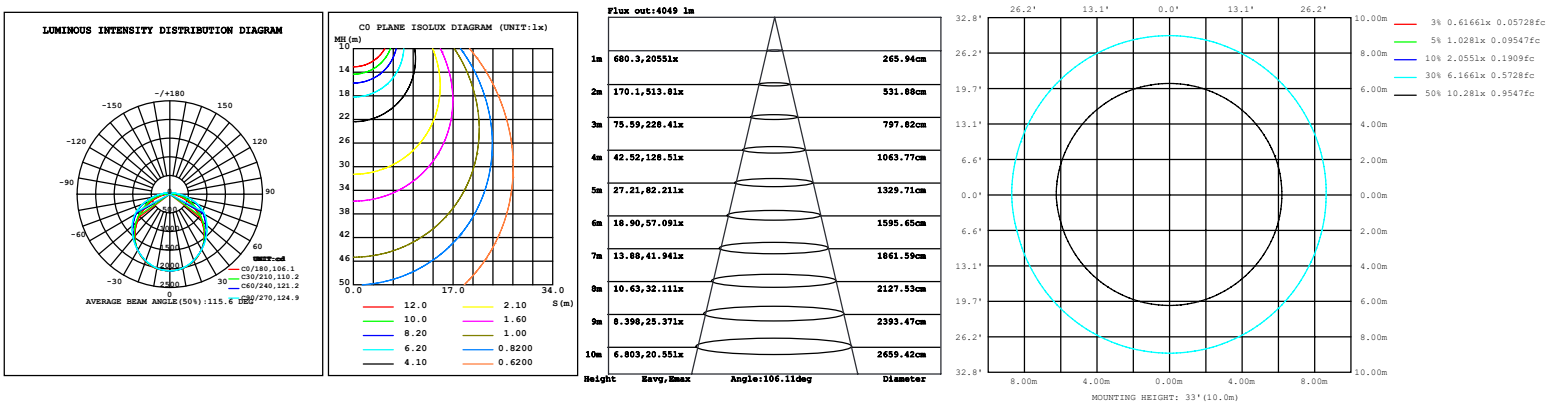 LUMINOUS INTENSITY DISTRIBUTION DIAGRAM
-/+180
-150
150
-120
120
-90
90
-60
60
-30
30
0
0
500
1000
1500
2000
2500
UNIT:cd
C0/180,106.1
C30/210,110.2
C60/240,121.2
C90/270,124.9
AVERAGE BEAM ANGLE(50%):115.6 DEG
C0 PLANE ISOLUX DIAGRAM (UNIT:lx)
MH(m)
10
14
18
22
26
30
34
38
42
46
50
0.0 17.0 34.0
S(m)
12.0 2.10
10.0 1.60
8.20 1.00
6.20 0.8200
4.10 0.6200
Flux out:4049 lm
1m 680.3,2055lx 265.94cm
2m 170.1,513.8lx 531.88cm
3m 75.59,228.4lx 797.82cm
4m 42.52,128.5lx 1063.77cm
5m 27.21,82.21lx 1329.71cm
6m 18.90,57.09lx 1595.65cm
7m 13.88,41.94lx 1861.59cm
8m 10.63,32.11lx 2127.53cm
9m 8.398,25.37lx 2393.47cm
10m 6.803,20.55lx 2659.42cm
Height Eavg,Emax Angle:106.11deg Diameter
26.2' 13.1' 0.0' 13.1' 26.2'
32.8' 10.00m
26.2' 8.00m
19.7' 6.00m
13.1' 4.00m
6.6' 2.00m
0.0' 0.00m
6.6' 2.00m
13.1' 4.00m
19.7' 6.00m
26.2' 8.00m
32.8' 10.00m
8.00m 4.00m 0.00m 4.00m 8.00m
MOUNTING HEIGHT: 33'(10.0m)
3% 0.6166lx 0.05728fc
5% 1.028lx 0.09547fc
10% 2.055lx 0.1909fc
30% 6.166lx 0.5728fc
50% 10.28lx 0.9547fc